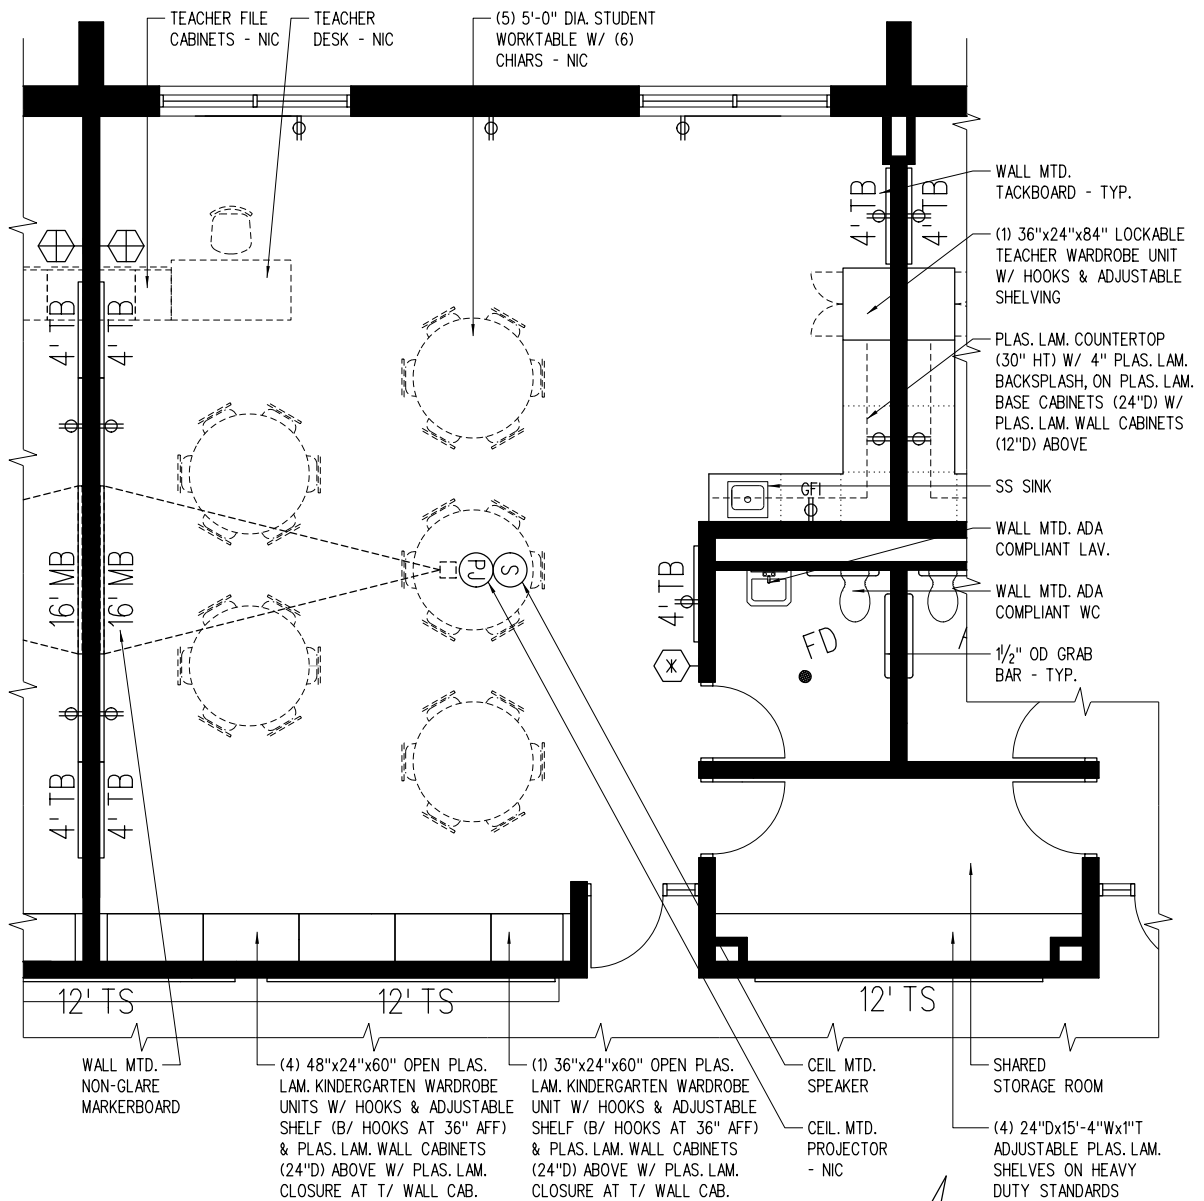 TEACHER FILE
CABINETS - NIC
TEACHER
DESK - NIC
(5) 5'-0" DIA. STUDENT
WORKTABLE W/ (6)
CHIARS - NIC
WALL MTD.
TACKBOARD - TYP.
(1) 36"x24"x84" LOCKABLE
TEACHER WARDROBE UNIT
W/ HOOKS & ADJUSTABLE
SHELVING
PLAS. LAM. COUNTERTOP
(30" HT) W/ 4" PLAS. LAM.
BACKSPLASH, ON PLAS. LAM.
BASE CABINETS (24"D) W/
PLAS. LAM. WALL CABINETS
(12"D) ABOVE
SS SINK
WALL MTD. ADA
COMPLIANT LAV.
WALL MTD. ADA
COMPLIANT WC
1½" OD GRAB
BAR - TYP.
4' TB
4' TB
4' TB
4' TB
GFI
16' MB
16' MB
PJ
S
4' TB
FD
4' TB
4' TB
12' TS
12' TS
12' TS
WALL MTD.
NON-GLARE
MARKERBOARD
(4) 48"x24"x60" OPEN PLAS.
LAM. KINDERGARTEN WARDROBE
UNITS W/ HOOKS & ADJUSTABLE
SHELF (B/ HOOKS AT 36" AFF)
& PLAS. LAM. WALL CABINETS
(24"D) ABOVE W/ PLAS. LAM.
CLOSURE AT T/ WALL CAB.
(1) 36"x24"x60" OPEN PLAS.
LAM. KINDERGARTEN WARDROBE
UNIT W/ HOOKS & ADJUSTABLE
SHELF (B/ HOOKS AT 36" AFF)
& PLAS. LAM. WALL CABINETS
(24"D) ABOVE W/ PLAS. LAM.
CLOSURE AT T/ WALL CAB.
CEIL MTD.
SPEAKER
CEIL. MTD.
PROJECTOR
- NIC
SHARED
STORAGE ROOM
(4) 24"Dx15'-4"Wx1"T
ADJUSTABLE PLAS. LAM.
SHELVES ON HEAVY
DUTY STANDARDS